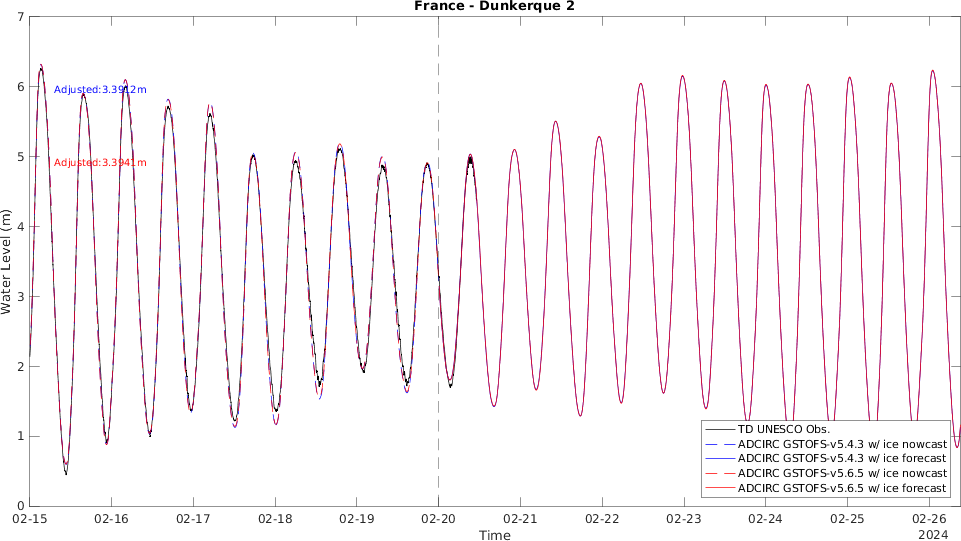 France - Dunkerque 2
7
6
5
4
3
2
1
0
Water Level (m)
Adjusted:3.3912m
Adjusted:3.3941m
TD UNESCO Obs.
ADCIRC GSTOFS-v5.4.3 w/ ice nowcast
ADCIRC GSTOFS-v5.4.3 w/ ice forecast
ADCIRC GSTOFS-v5.6.5 w/ ice nowcast
ADCIRC GSTOFS-v5.6.5 w/ ice forecast
02-15 02-16 02-17 02-18 02-19 02-20 02-21 02-22 02-23 02-24 02-25 02-26
Time
2024